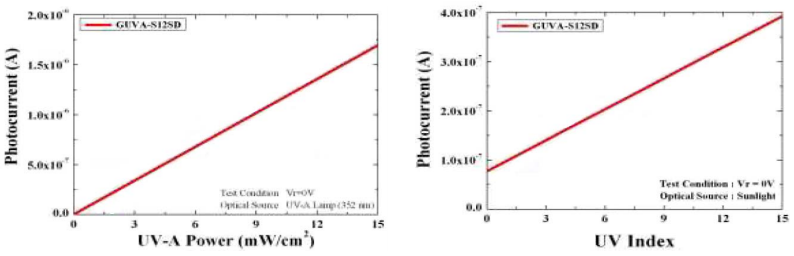 2.0x10⁻⁶
GUVA-S12SD
1.5x10⁻⁶
1.0x10⁻⁶
5.0x10⁻⁷
0.0
Photocurrent (A)
Test Condition Vr=0V
Optical Source UV-A Lamp (352 nm)
0 3 6 9 12 15
UV-A Power (mW/cm²)
4.0x10⁻⁷
GUVA-S12SD
3.0x10⁻⁷
2.0x10⁻⁷
1.0x10⁻⁷
0.0
Photocurrent (A)
Test Condition : Vr = 0V
Optical Source : Sunlight
0 3 6 9 12 15
UV Index